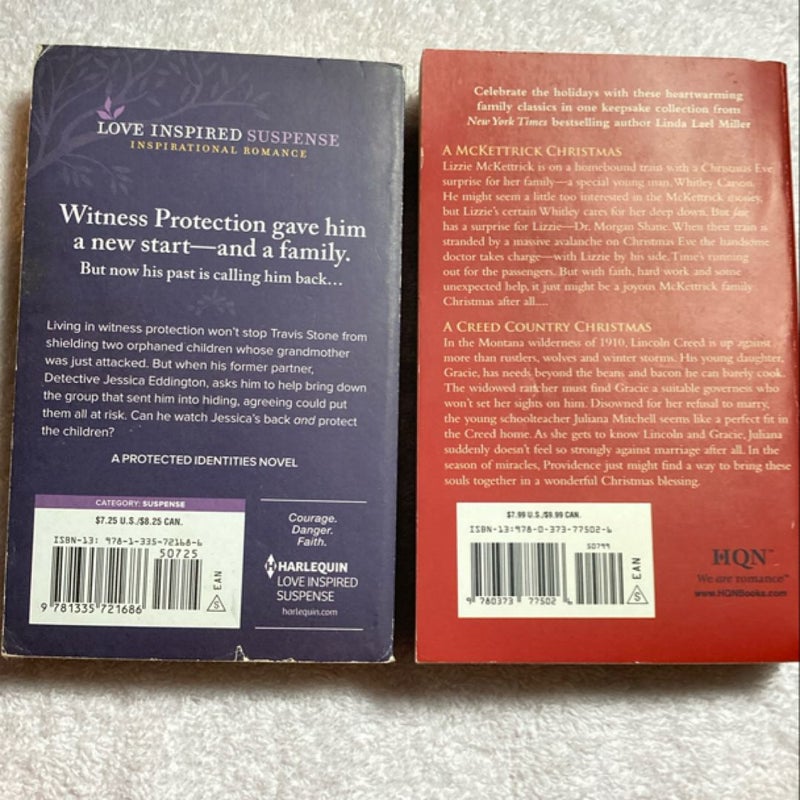 LOVE INSPIRED SUSPENSE
INSPIRATIONAL ROMANCE
Witness Protection gave him
a new start—and a family.
But now his past is calling him back…
Living in witness protection won't stop Travis Stone from
shielding two orphaned children whose grandmother
was just attacked. But when his former partner,
Detective Jessica Eddington, asks him to help bring down
the group that sent him into hiding, agreeing could put
them all at risk. Can he watch Jessica's back and protect
the children?
A PROTECTED IDENTITIES NOVEL
CATEGORY: SUSPENSE
$7.25 U.S./$8.25 CAN.
ISBN-13: 978-1-335-72168-6
50725
EAN
S
9 781335 721686
Courage.
Danger.
Faith.
HARLEQUIN
LOVE INSPIRED
SUSPENSE
harlequin.com
Celebrate the holidays with these heartwarming
family classics in one keepsake collection from
New York Times bestselling author Linda Lael Miller
A McKETTRICK CHRISTMAS
Lizzie McKettrick is on a homebound train with a Christmas Eve
surprise for her family—a special young man, Whitley Carson.
He might seem a little too interested in the McKettrick money,
but Lizzie's certain Whitley cares for her deep down. But fate
has a surprise for Lizzie—Dr. Morgan Shane. When their train is
stranded by a massive avalanche on Christmas Eve the handsome
doctor takes charge—with Lizzie by his side. Time's running
out for the passengers. But with faith, hard work and some
unexpected help, it just might be a joyous McKettrick family
Christmas after all....
A CREED COUNTRY CHRISTMAS
In the Montana wilderness of 1910, Lincoln Creed is up against
more than rustlers, wolves and winter storms. His young daughter,
Gracie, has needs beyond the beans and bacon he can barely cook.
The widowed rancher must find Gracie a suitable governess who
won't set her sights on him. Disowned for her refusal to marry,
the young schoolteacher Juliana Mitchell seems like a perfect fit in
the Creed home. As she gets to know Lincoln and Gracie, Juliana
suddenly doesn't feel so strongly against marriage after all. In the
season of miracles, Providence just might find a way to bring these
souls together in a wonderful Christmas blessing.
$7.99 U.S./$8.99 CAN.
ISBN-13:978-0-373-77502-6
50799
EAN
S
9 780373 77502 6
HQN™
We are romance™
www.HQNBooks.com